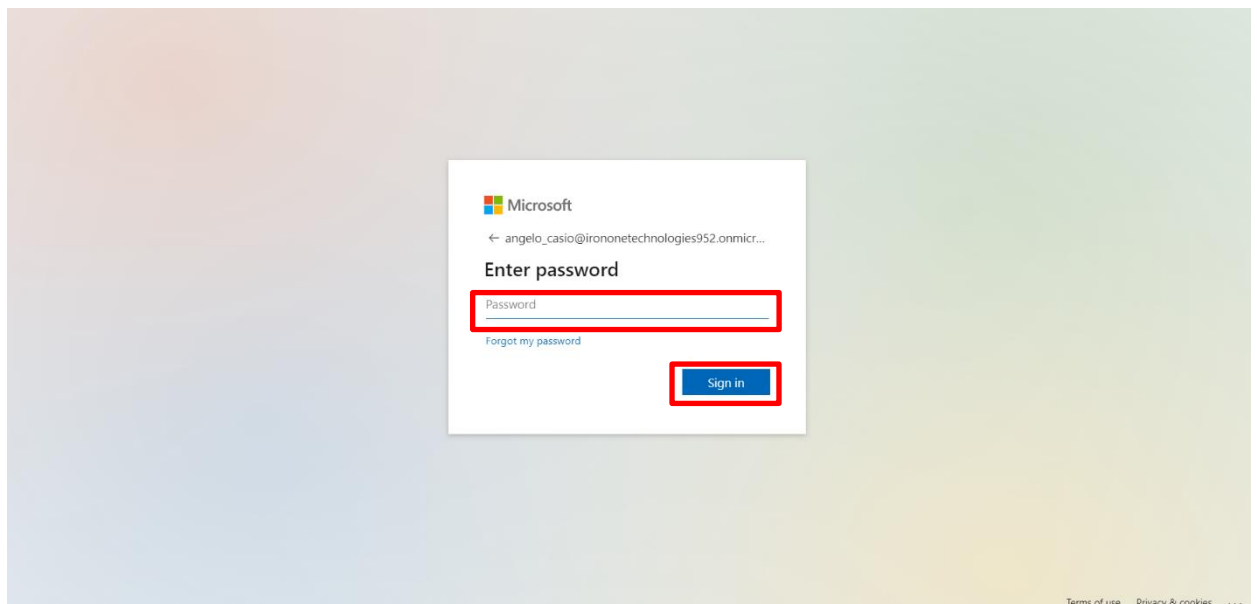 Microsoft
← angelo_casio@irononetechnologies952.onmicr...
Enter password
Password
Forgot my password
Sign in
Terms of use Privacy & cookies ...